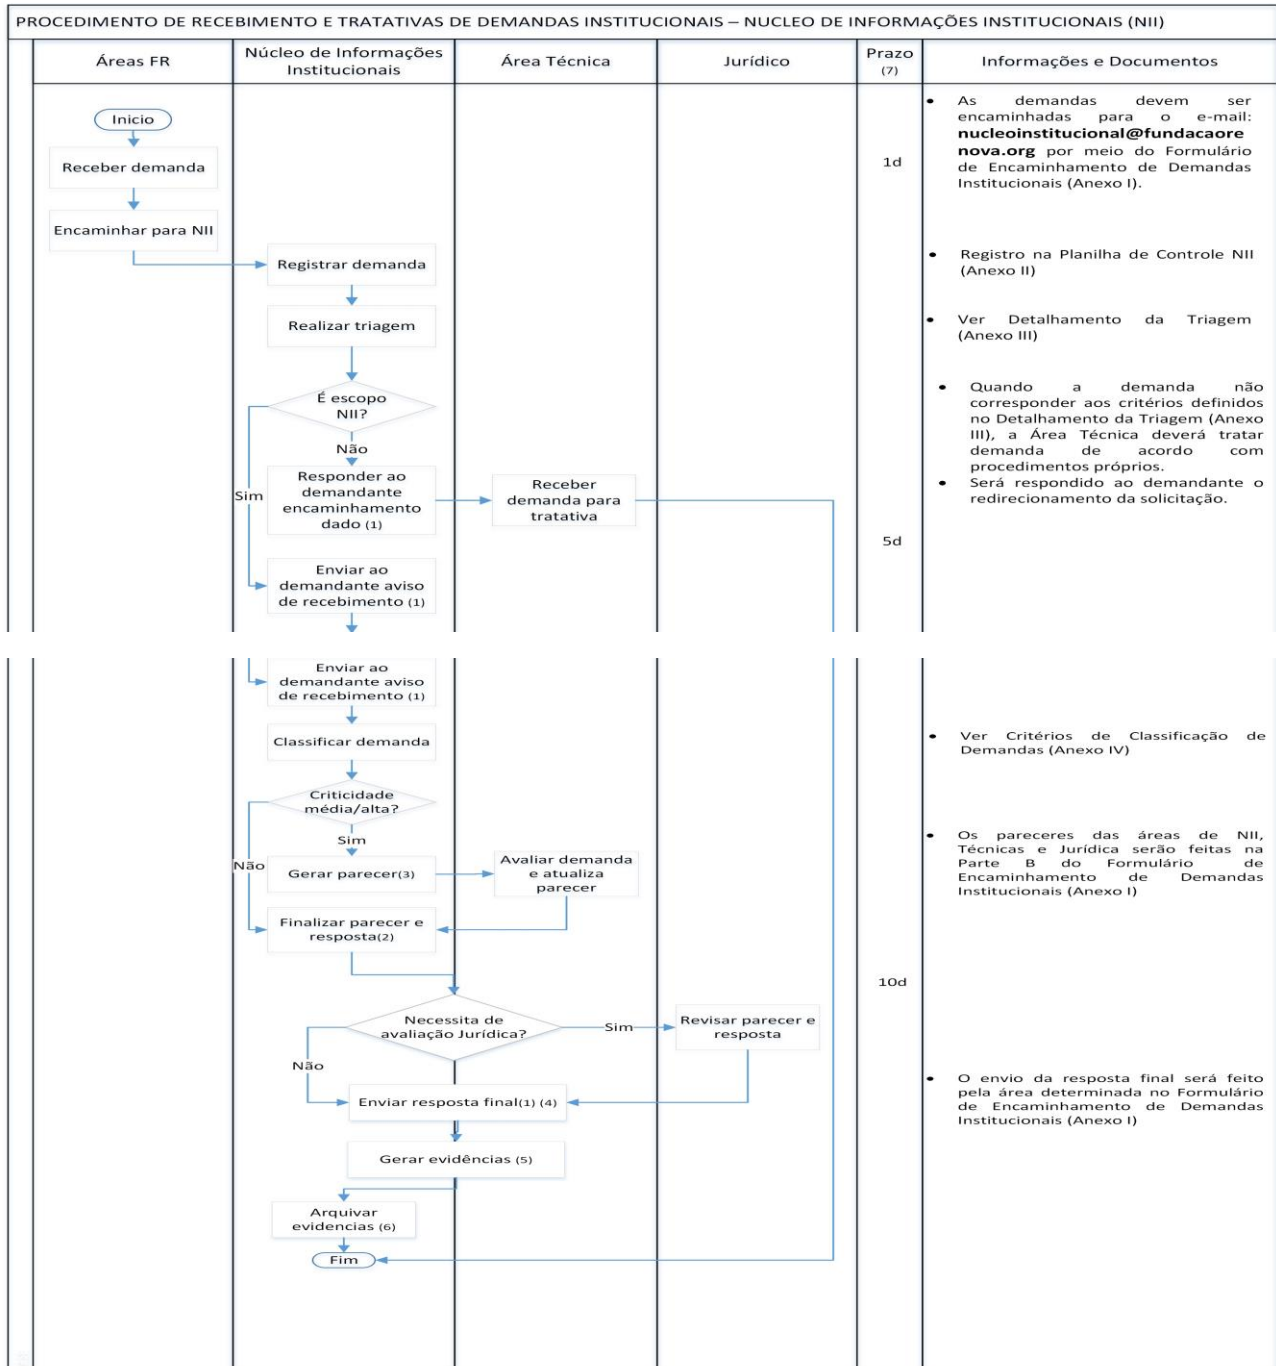 PROCEDIMENTO DE RECEBIMENTO E TRATATIVAS DE DEMANDAS INSTITUCIONAIS – NUCLEO DE INFORMAÇÕES INSTITUCIONAIS (NII)
Áreas FR
Núcleo de Informações
Institucionais
Área Técnica
Jurídico
Prazo
(7)
Informações e Documentos
Inicio
Receber demanda
Encaminhar para NII
1d
• As demandas devem ser
encaminhadas para o e-mail:
nucleoinstitucional@fundacaore
nova.org por meio do Formulário
de Encaminhamento de Demandas
Institucionais (Anexo I).
Registrar demanda
• Registro na Planilha de Controle NII
(Anexo II)
Realizar triagem
• Ver Detalhamento da Triagem
(Anexo III)
É escopo
NII?
Não
Sim
• Quando a demanda não
corresponder aos critérios definidos
no Detalhamento da Triagem (Anexo
III), a Área Técnica deverá tratar
demanda de acordo com
procedimentos próprios.
• Será respondido ao demandante o
redirecionamento da solicitação.
Responder ao
demandante
encaminhamento
dado (1)
Receber
demanda para
tratativa
5d
Enviar ao
demandante aviso
de recebimento (1)
Enviar ao
demandante aviso
de recebimento (1)
Classificar demanda
• Ver Critérios de Classificação de
Demandas (Anexo IV)
Criticidade
média/alta?
Sim
Não
Gerar parecer(3)
Avaliar demanda
e atualiza
parecer
• Os pareceres das áreas de NII,
Técnicas e Jurídica serão feitas na
Parte B do Formulário de
Encaminhamento de Demandas
Institucionais (Anexo I)
Finalizar parecer e
resposta(2)
10d
Necessita de
avaliação Jurídica?
Sim
Não
Revisar parecer e
resposta
Enviar resposta final(1) (4)
• O envio da resposta final será feito
pela área determinada no Formulário
de Encaminhamento de Demandas
Institucionais (Anexo I)
Gerar evidências (5)
Arquivar
evidencias (6)
Fim